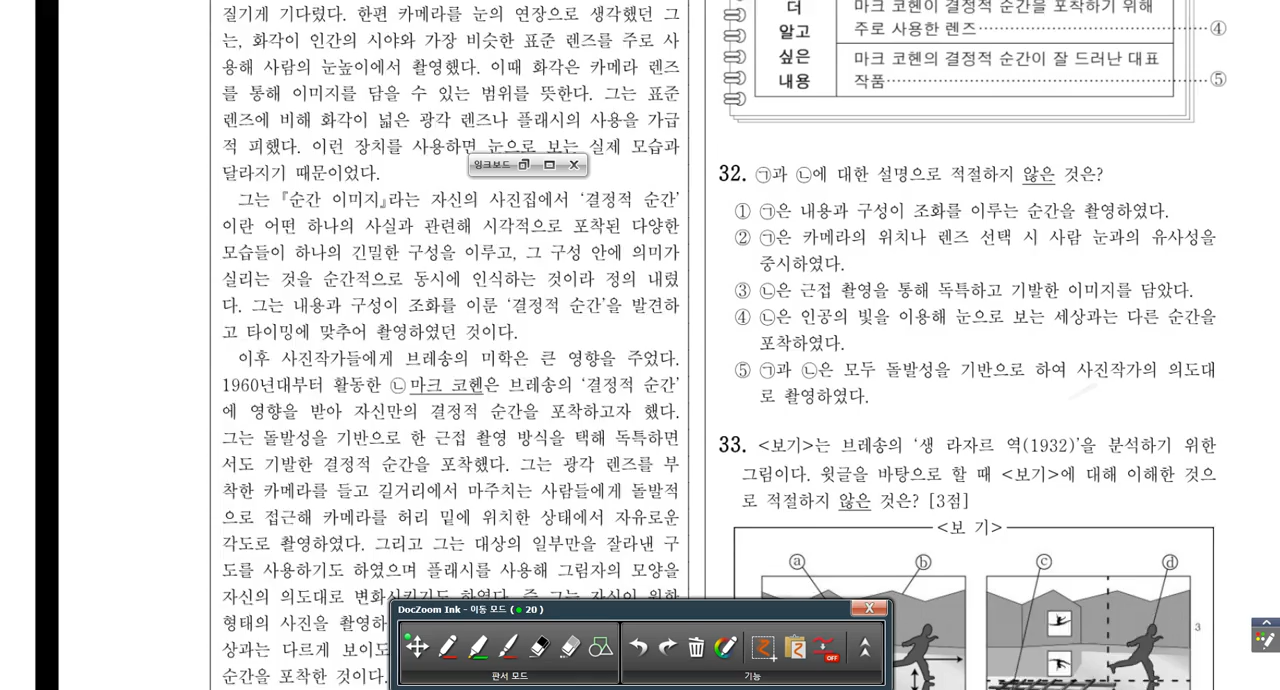 질기게 기다렸다. 한편 카메라를 눈의 연장으로 생각했던 그
는, 화각이 인간의 시야와 가장 비슷한 표준 렌즈를 주로 사
용해 사람의 눈높이에서 촬영했다. 이때 화각은 카메라 렌즈
를 통해 이미지를 담을 수 있는 범위를 뜻한다. 그는 표준
렌즈에 비해 화각이 넓은 광각 렌즈나 플래시의 사용을 가급
적 피했다. 이런 장치를 사용하면 눈으로 보는 실제 모습과
달라지기 때문이었다.
그는 『순간 이미지』라는 자신의 사진집에서 ‘결정적 순간’
이란 어떤 하나의 사실과 관련해 시각적으로 포착된 다양한
모습들이 하나의 긴밀한 구성을 이루고, 그 구성 안에 의미가
실리는 것을 순간적으로 동시에 인식하는 것이라 정의 내렸
다. 그는 내용과 구성이 조화를 이룬 ‘결정적 순간’을 발견하
고 타이밍에 맞추어 촬영하였던 것이다.
이후 사진작가들에게 브레송의 미학은 큰 영향을 주었다.
1960년대부터 활동한 ㉡마크 코헨은 브레송의 ‘결정적 순간’
에 영향을 받아 자신만의 결정적 순간을 포착하고자 했다.
그는 돌발성을 기반으로 한 근접 촬영 방식을 택해 독특하면
서도 기발한 결정적 순간을 포착했다. 그는 광각 렌즈를 부
착한 카메라를 들고 길거리에서 마주치는 사람들에게 돌발적
으로 접근해 카메라를 허리 밑에 위치한 상태에서 자유로운
각도로 촬영하였다. 그리고 그는 대상의 일부만을 잘라낸 구
도를 사용하기도 하였으며 플래시를 사용해 그림자의 모양을
자신의 의도대로 변화시키기도 하였다. 즉 그는 자신이 원한
형태의 사진을 촬영하
상과는 다르게 보이도
순간을 포착한 것이다.
잉크보드
더
알고
싶은
내용
마크 코헨이 결정적 순간을 포착하기 위해
주로 사용한 렌즈 ④
마크 코헨의 결정적 순간이 잘 드러난 대표
작품 ⑤
32. ㉠과 ㉡에 대한 설명으로 적절하지 않은 것은?
① ㉠은 내용과 구성이 조화를 이루는 순간을 촬영하였다.
② ㉠은 카메라의 위치나 렌즈 선택 시 사람 눈과의 유사성을
중시하였다.
③ ㉡은 근접 촬영을 통해 독특하고 기발한 이미지를 담았다.
④ ㉡은 인공의 빛을 이용해 눈으로 보는 세상과는 다른 순간을
포착하였다.
⑤ ㉠과 ㉡은 모두 돌발성을 기반으로 하여 사진작가의 의도대
로 촬영하였다.
33. <보기>는 브레송의 ‘생 라자르 역(1932)’을 분석하기 위한
그림이다. 윗글을 바탕으로 할 때 <보기>에 대해 이해한 것으
로 적절하지 않은 것은? [3점]
<보 기>
ⓐ ⓑ ⓒ ⓓ
3
DocZoom Ink - 이동 모드 ( 20 )
X
OFF
판서 모드
기능